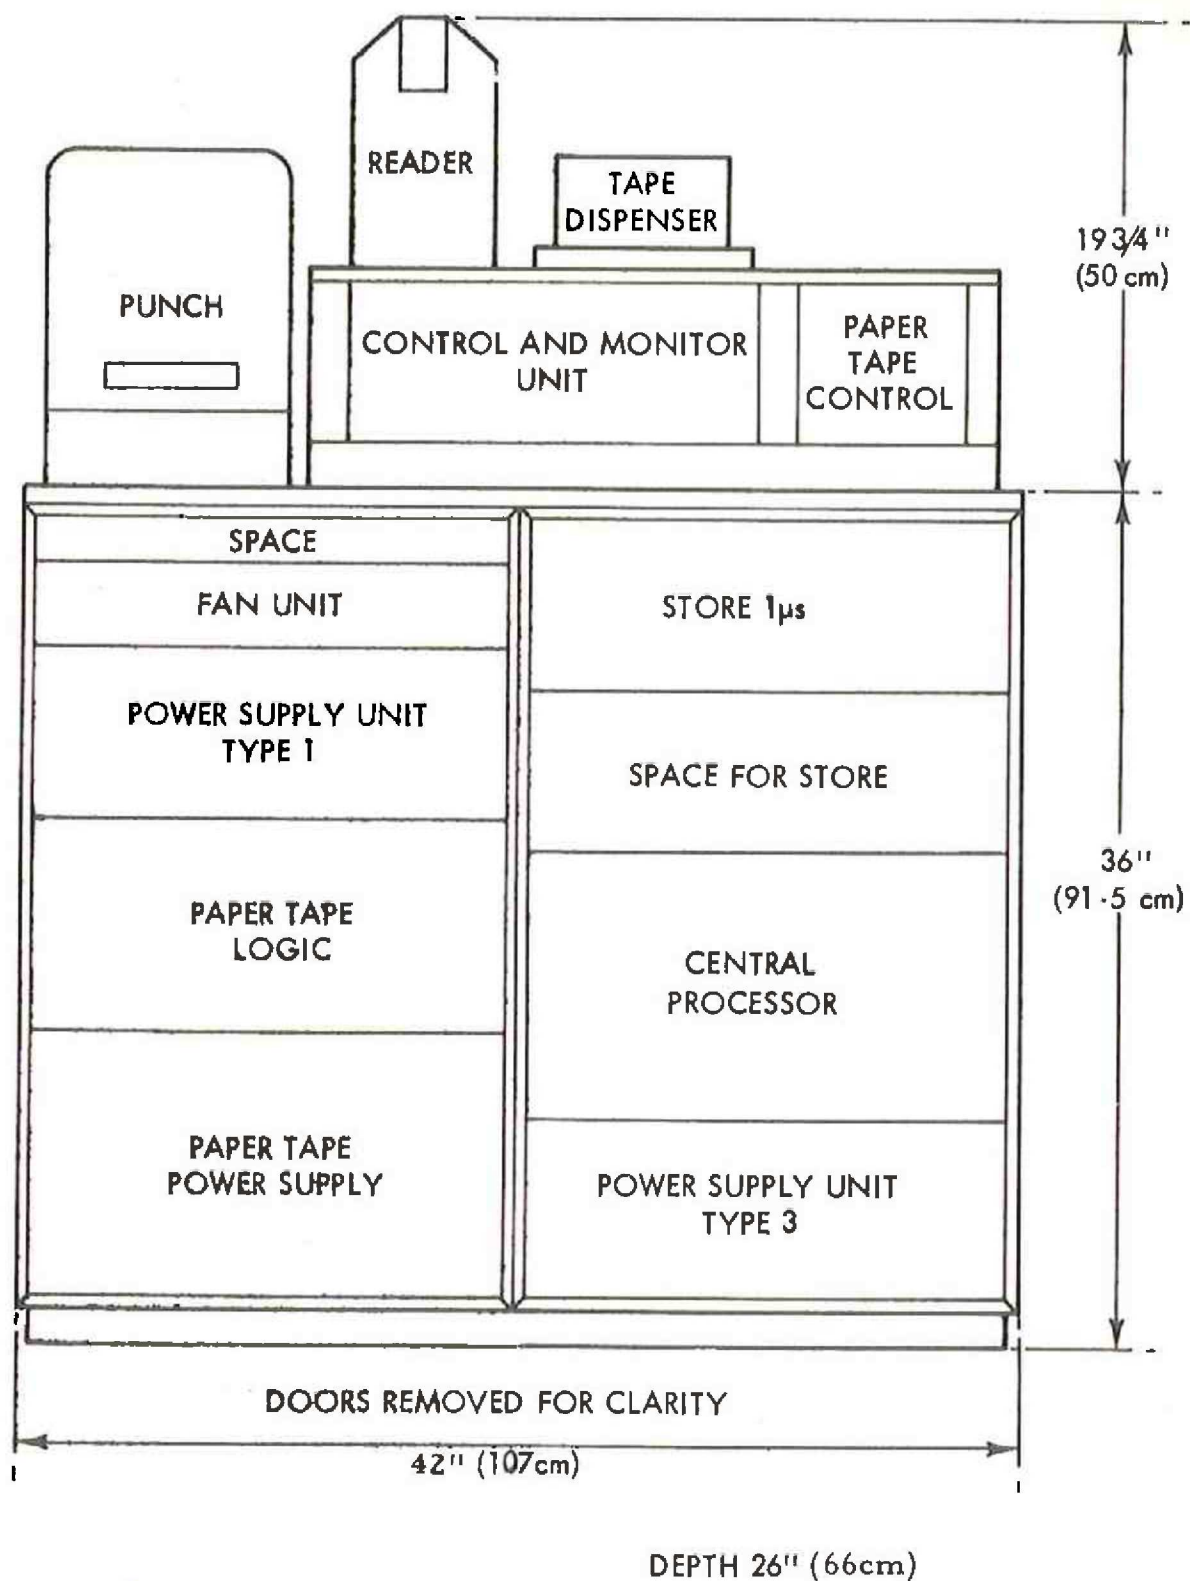 READER
TAPE
DISPENSER
19 3/4"
(50 cm)
PUNCH
CONTROL AND MONITOR
UNIT
PAPER
TAPE
CONTROL
SPACE
FAN UNIT
POWER SUPPLY UNIT
TYPE 1
PAPER TAPE
LOGIC
PAPER TAPE
POWER SUPPLY
STORE 1µs
SPACE FOR STORE
CENTRAL
PROCESSOR
POWER SUPPLY UNIT
TYPE 3
36"
(91·5 cm)
DOORS REMOVED FOR CLARITY
42" (107cm)
DEPTH 26" (66cm)